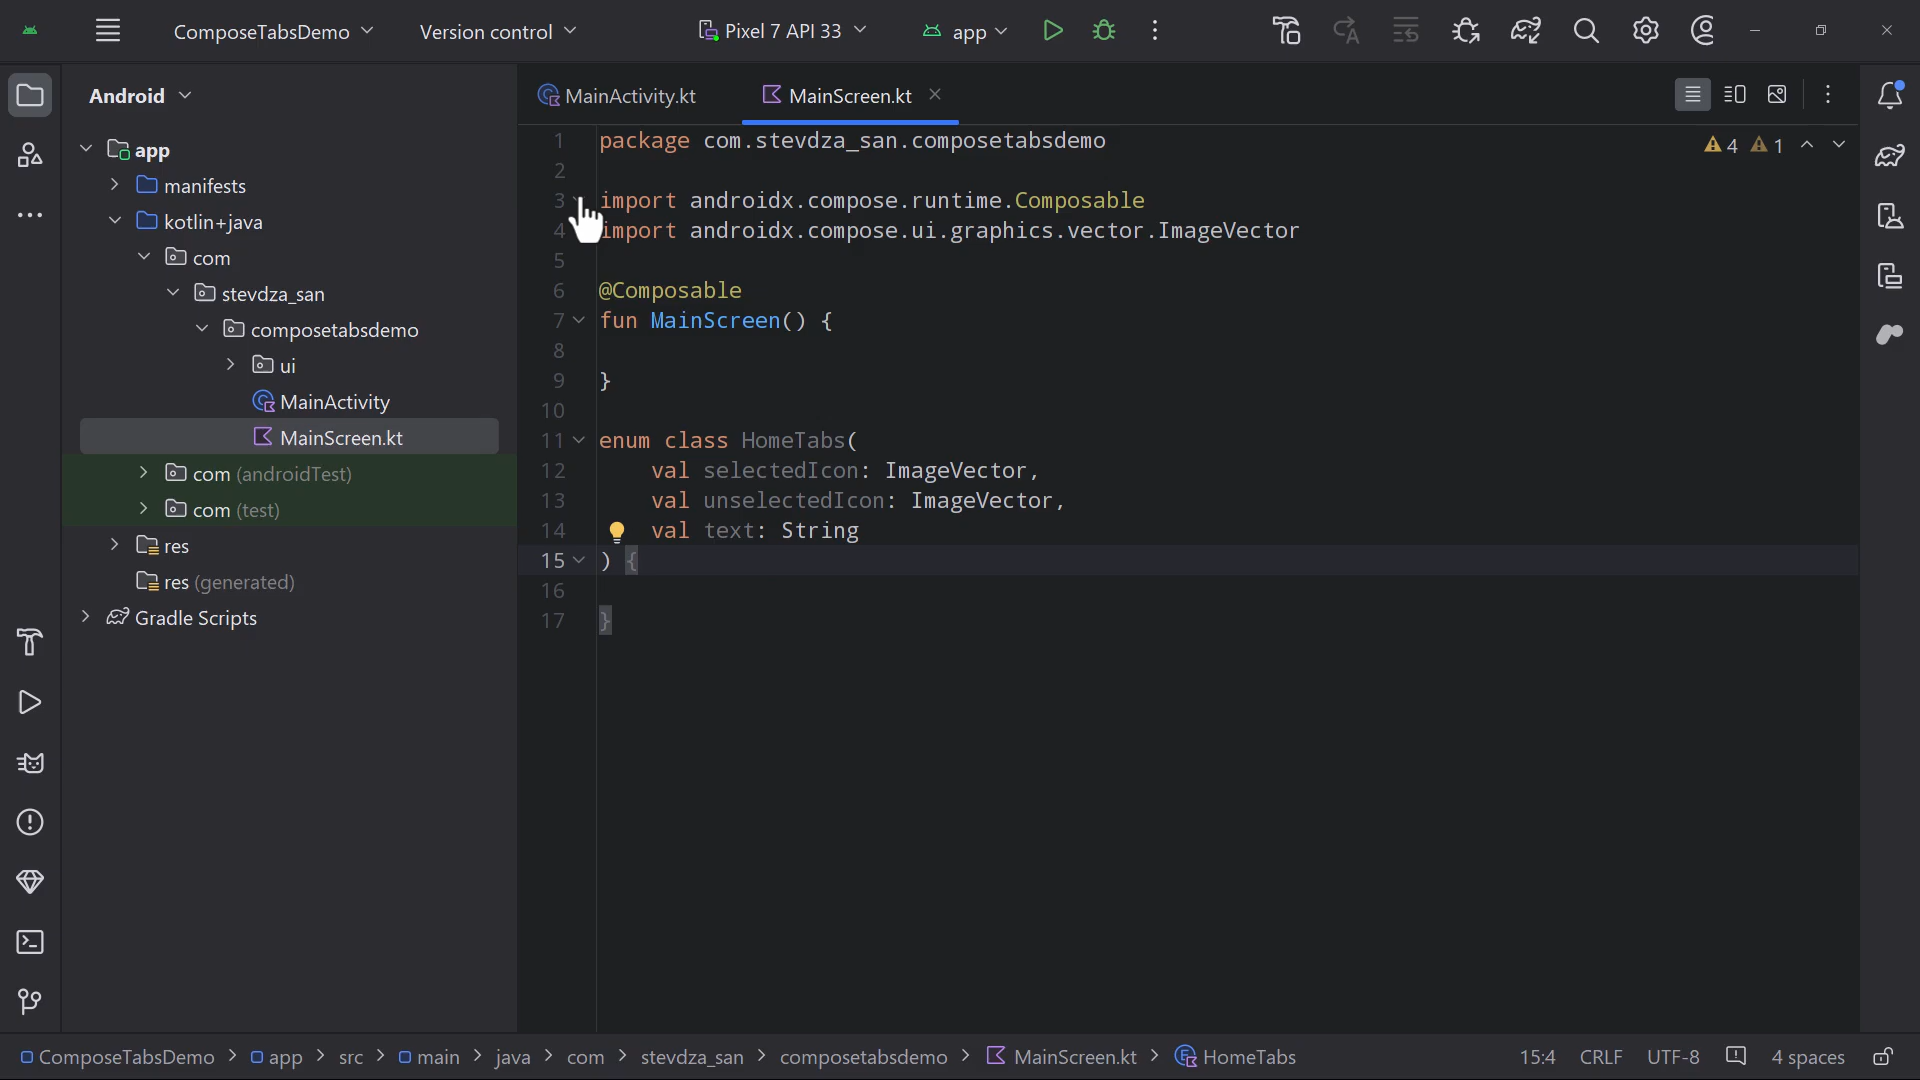 ComposeTabsDemo
Version control
Pixel 7 API 33
app
Android
MainActivity.kt
MainScreen.kt
app
manifests
kotlin+java
com
stevdza_san
composetabsdemo
ui
MainActivity
MainScreen.kt
com (androidTest)
com (test)
res
res (generated)
Gradle Scripts
4 1
1 package com.stevdza_san.composetabsdemo
2
3 import androidx.compose.runtime.Composable
4 import androidx.compose.ui.graphics.vector.ImageVector
5
6 @Composable
7 fun MainScreen() {
8
9 }
10
11 enum class HomeTabs(
12 val selectedIcon: ImageVector,
13 val unselectedIcon: ImageVector,
14 val text: String
15 ) {
16
17 }
ComposeTabsDemo > app > src > main > java > com > stevdza_san > composetabsdemo > MainScreen.kt > HomeTabs
15:4 CRLF UTF-8 4 spaces